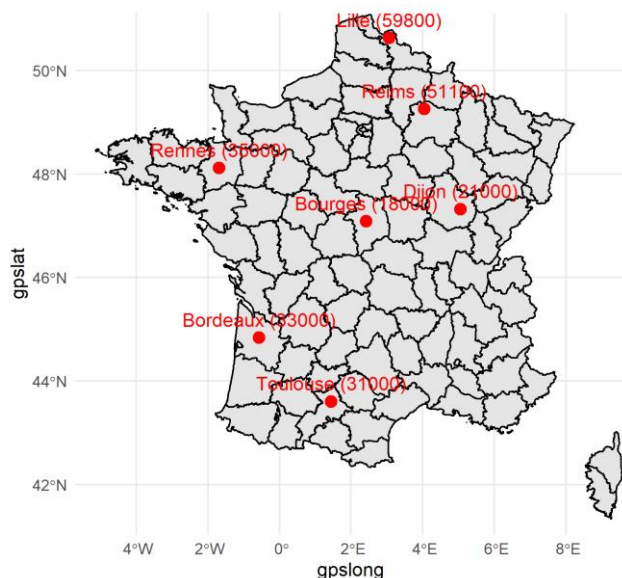 Lille (59800)
50°N
Reims (51100)
Rennes (35000)
48°N
Dijon (21000)
Bourges (18000)
gpslat
46°N
Bordeaux (33000)
44°N
Toulouse (31000)
42°N
4°W
2°W
0°
2°E
4°E
6°E
8°E
gpslong